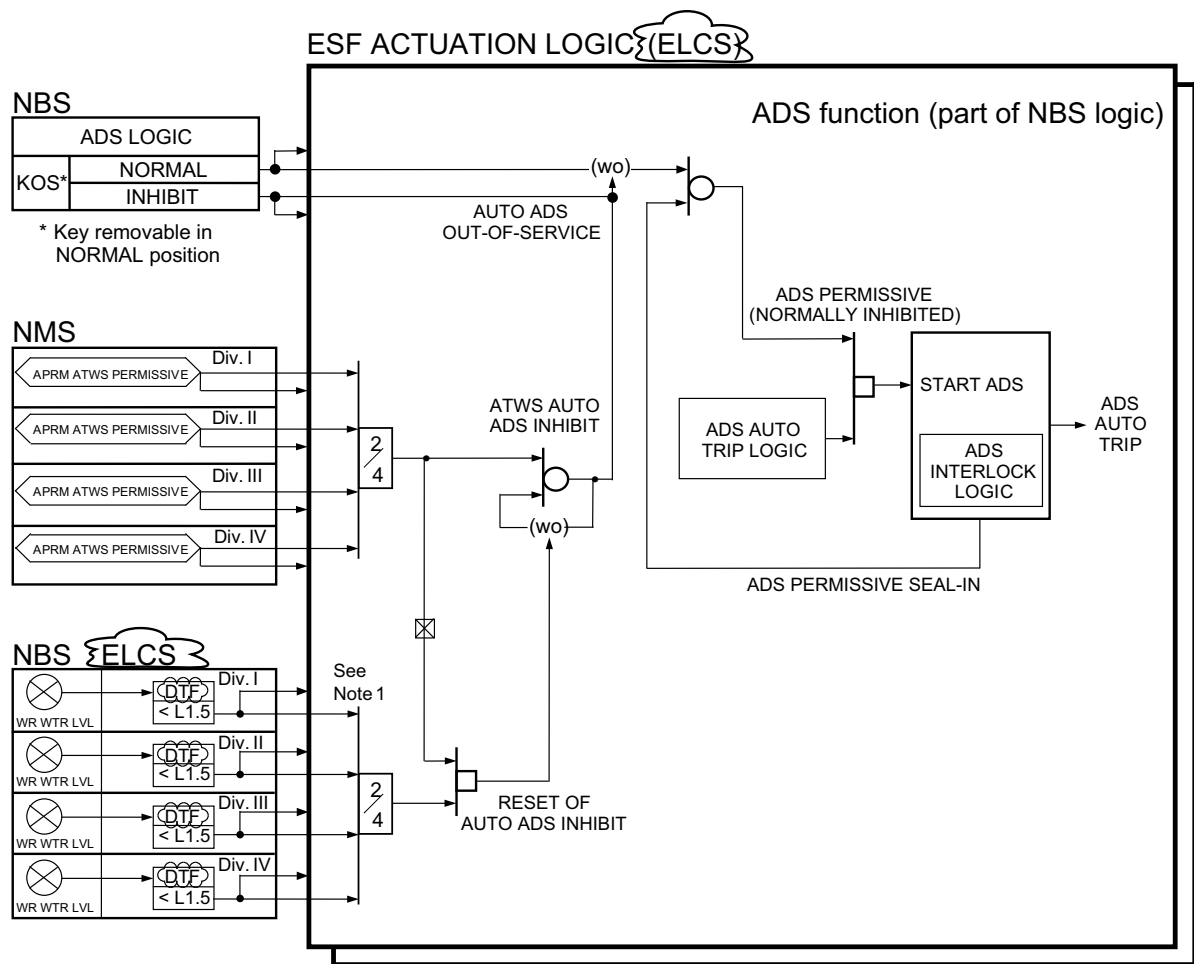 ESF ACTUATION LOGIC (ELCS)
ADS function (part of NBS logic)
NBS
ADS LOGIC
KOS*
NORMAL
INHIBIT
* Key removable in
NORMAL position
(wo)
AUTO ADS
OUT-OF-SERVICE
ADS PERMISSIVE
(NORMALLY INHIBITED)
START ADS
ADS
INTERLOCK
LOGIC
ADS
AUTO
TRIP
ADS AUTO
TRIP LOGIC
ADS PERMISSIVE SEAL-IN
NMS
APRM ATWS PERMISSIVE
Div. I
APRM ATWS PERMISSIVE
Div. II
APRM ATWS PERMISSIVE
Div. III
APRM ATWS PERMISSIVE
Div. IV
2/4
ATWS AUTO
ADS INHIBIT
(wo)
NBS ELCS
WR WTR LVL
DTF
< L1.5
Div. I
WR WTR LVL
DTF
< L1.5
Div. II
WR WTR LVL
DTF
< L1.5
Div. III
WR WTR LVL
DTF
< L1.5
Div. IV
See
Note 1
2/4
RESET OF
AUTO ADS INHIBIT